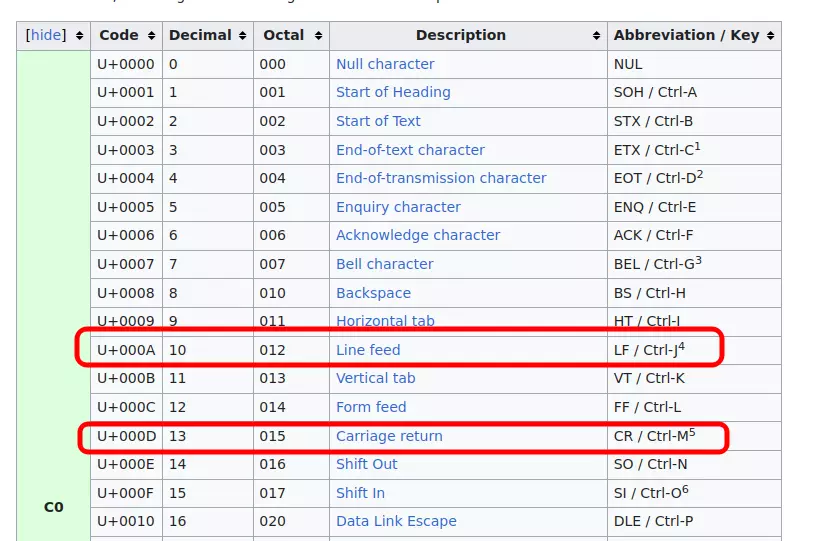 [hide] Code Decimal Octal Description Abbreviation / Key
U+0000 0 000 Null character NUL
U+0001 1 001 Start of Heading SOH / Ctrl-A
U+0002 2 002 Start of Text STX / Ctrl-B
U+0003 3 003 End-of-text character ETX / Ctrl-C1
U+0004 4 004 End-of-transmission character EOT / Ctrl-D2
U+0005 5 005 Enquiry character ENQ / Ctrl-E
U+0006 6 006 Acknowledge character ACK / Ctrl-F
U+0007 7 007 Bell character BEL / Ctrl-G3
U+0008 8 010 Backspace BS / Ctrl-H
U+0009 9 011 Horizontal tab HT / Ctrl-I
U+000A 10 012 Line feed LF / Ctrl-J4
U+000B 11 013 Vertical tab VT / Ctrl-K
U+000C 12 014 Form feed FF / Ctrl-L
U+000D 13 015 Carriage return CR / Ctrl-M5
U+000E 14 016 Shift Out SO / Ctrl-N
U+000F 15 017 Shift In SI / Ctrl-O6
C0
U+0010 16 020 Data Link Escape DLE / Ctrl-P